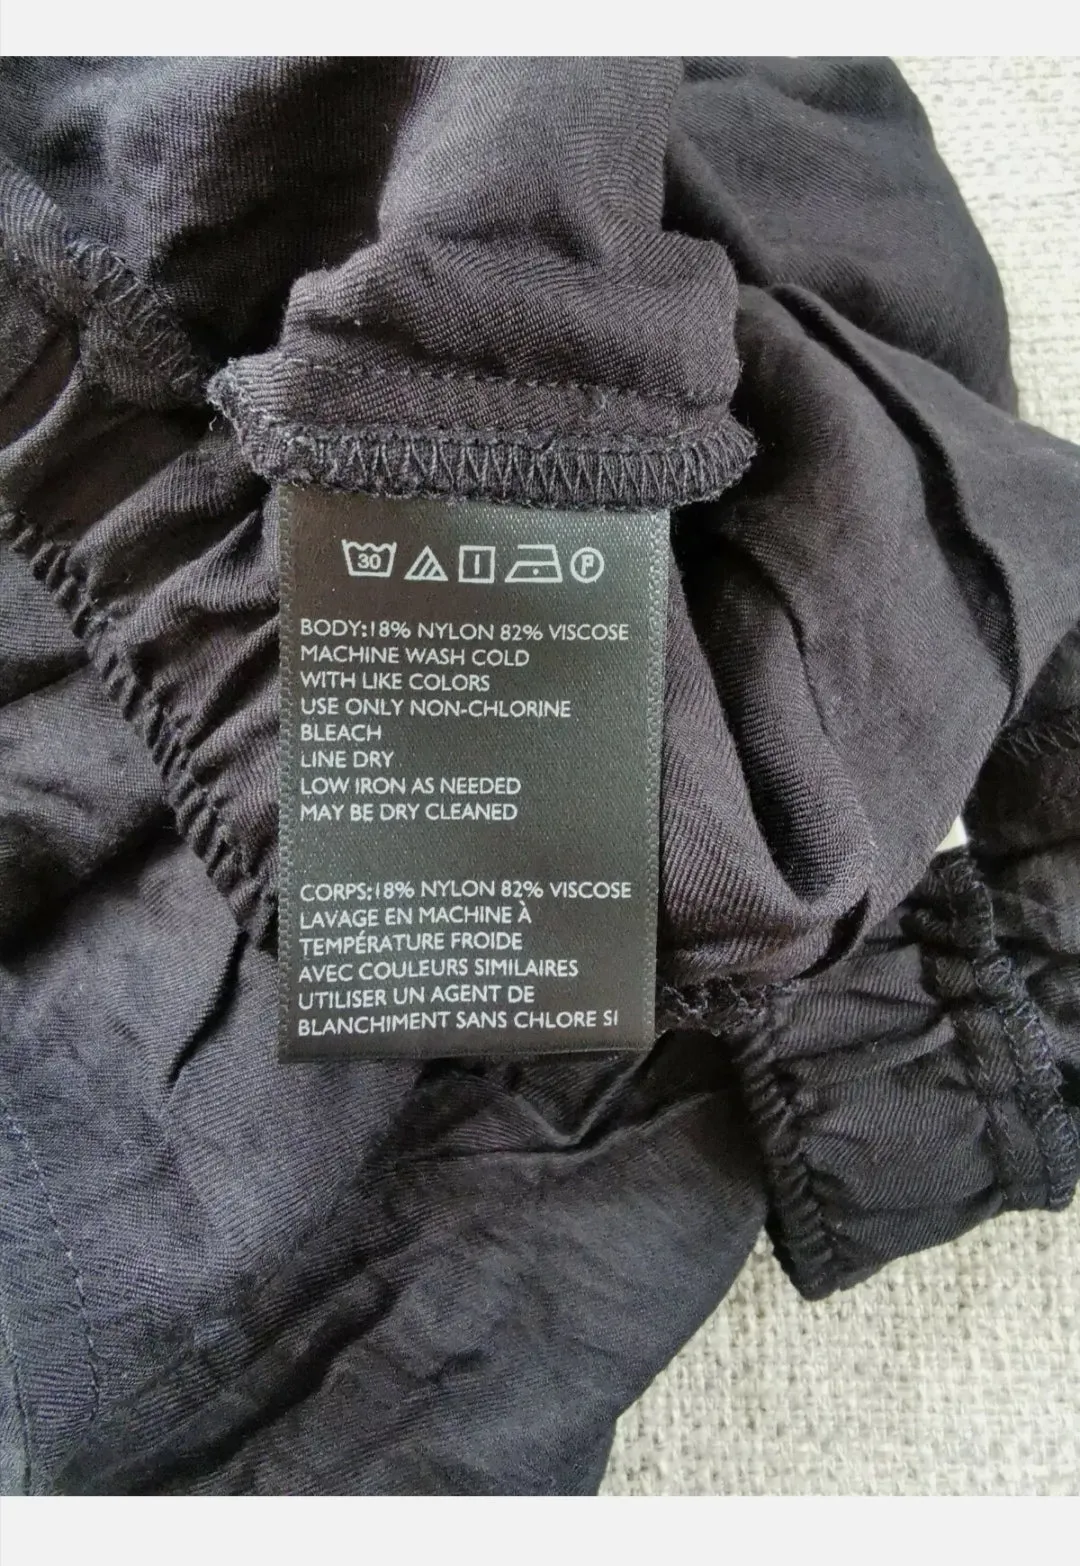 30 P
BODY:18% NYLON 82% VISCOSE
MACHINE WASH COLD
WITH LIKE COLORS
USE ONLY NON-CHLORINE
BLEACH
LINE DRY
LOW IRON AS NEEDED
MAY BE DRY CLEANED
CORPS:18% NYLON 82% VISCOSE
LAVAGE EN MACHINE À
TEMPÉRATURE FROIDE
AVEC COULEURS SIMILAIRES
UTILISER UN AGENT DE
BLANCHIMENT SANS CHLORE SI